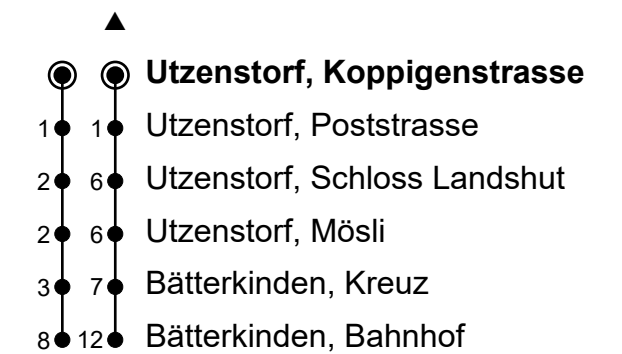 Utzenstorf, Koppigenstrasse
1 1 Utzenstorf, Poststrasse
2 6 Utzenstorf, Schloss Landshut
2 6 Utzenstorf, Mösli
3 7 Bätterkinden, Kreuz
8 12 Bätterkinden, Bahnhof